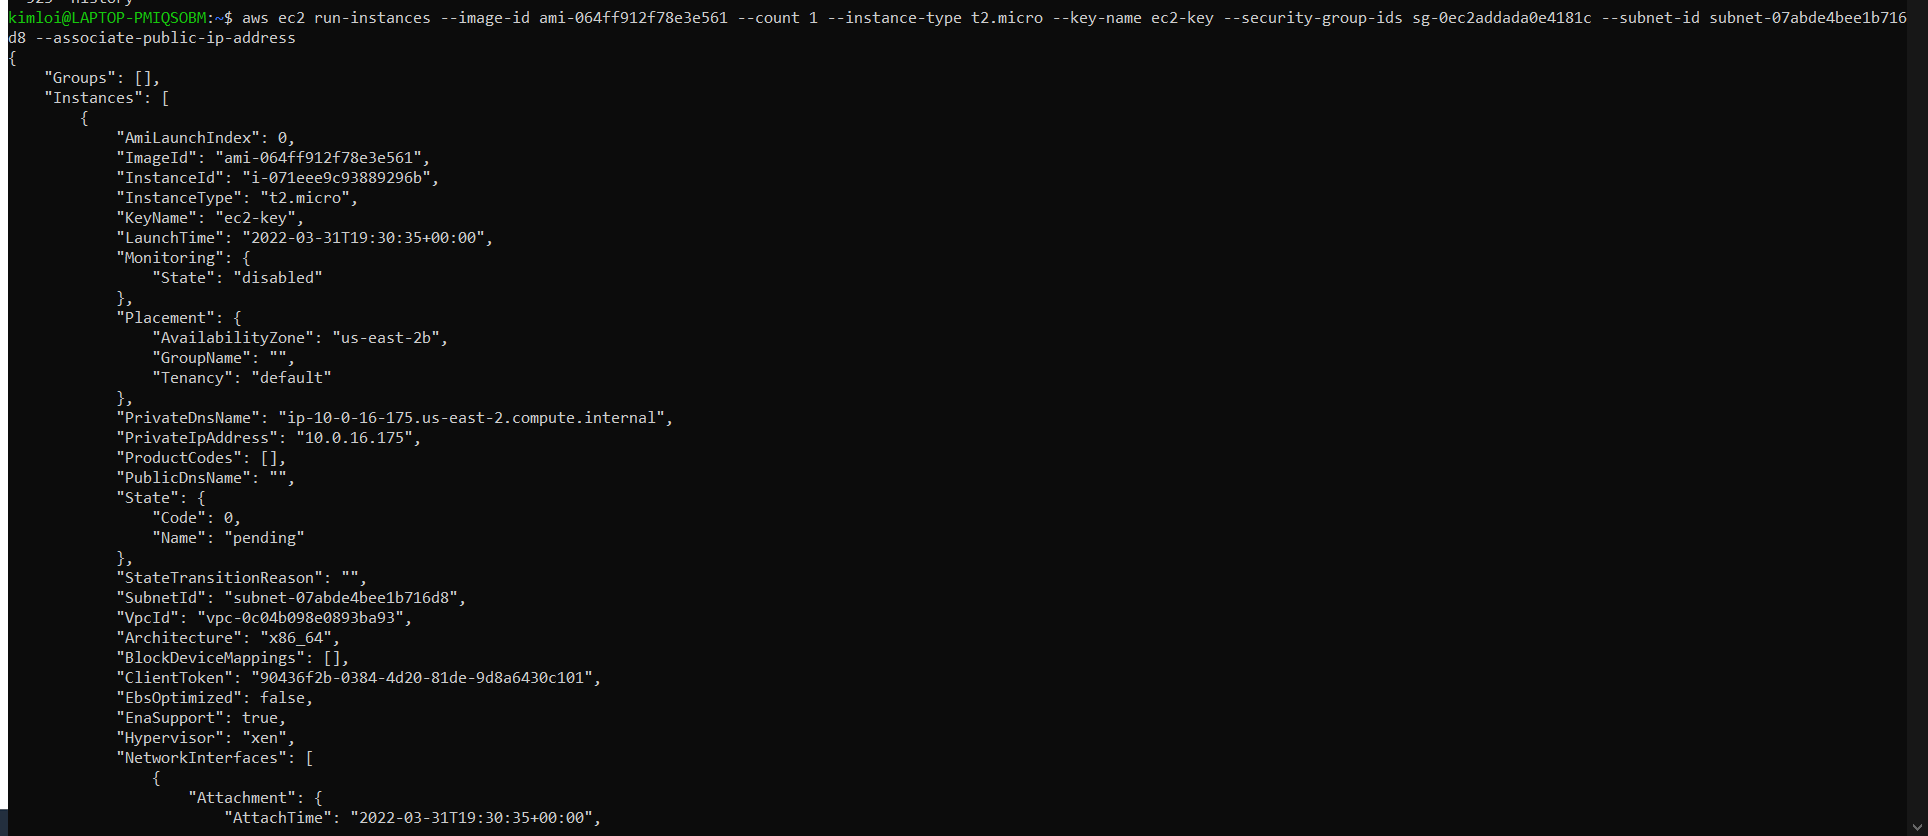 kimloi@LAPTOP-PMIQSOBM:~$ aws ec2 run-instances --image-id ami-064ff912f78e3e561 --count 1 --instance-type t2.micro --key-name ec2-key --security-group-ids sg-0ec2addada0e4181c --subnet-id subnet-07abde4bee1b716
d8 --associate-public-ip-address
{
    "Groups": [],
    "Instances": [
        {
            "AmiLaunchIndex": 0,
            "ImageId": "ami-064ff912f78e3e561",
            "InstanceId": "i-071eee9c93889296b",
            "InstanceType": "t2.micro",
            "KeyName": "ec2-key",
            "LaunchTime": "2022-03-31T19:30:35+00:00",
            "Monitoring": {
                "State": "disabled"
            },
            "Placement": {
                "AvailabilityZone": "us-east-2b",
                "GroupName": "",
                "Tenancy": "default"
            },
            "PrivateDnsName": "ip-10-0-16-175.us-east-2.compute.internal",
            "PrivateIpAddress": "10.0.16.175",
            "ProductCodes": [],
            "PublicDnsName": "",
            "State": {
                "Code": 0,
                "Name": "pending"
            },
            "StateTransitionReason": "",
            "SubnetId": "subnet-07abde4bee1b716d8",
            "VpcId": "vpc-0c04b098e0893ba93",
            "Architecture": "x86_64",
            "BlockDeviceMappings": [],
            "ClientToken": "90436f2b-0384-4d20-81de-9d8a6430c101",
            "EbsOptimized": false,
            "EnaSupport": true,
            "Hypervisor": "xen",
            "NetworkInterfaces": [
                {
                    "Attachment": {
                        "AttachTime": "2022-03-31T19:30:35+00:00",